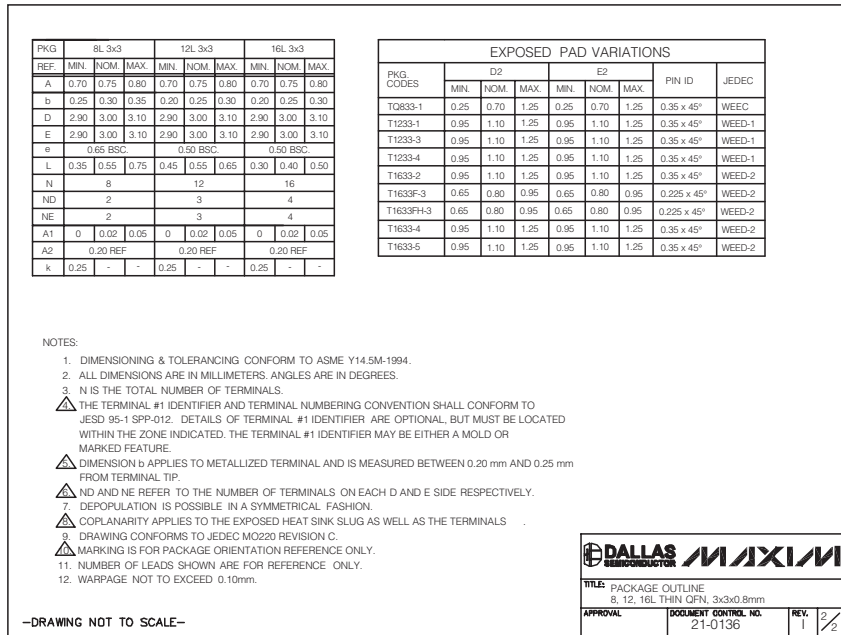 PKG 8L 3x3 12L 3x3 16L 3x3
REF. MIN. NOM. MAX. MIN. NOM. MAX. MIN. NOM. MAX.
A 0.70 0.75 0.80 0.70 0.75 0.80 0.70 0.75 0.80
b 0.25 0.30 0.35 0.20 0.25 0.30 0.20 0.25 0.30
D 2.90 3.00 3.10 2.90 3.00 3.10 2.90 3.00 3.10
E 2.90 3.00 3.10 2.90 3.00 3.10 2.90 3.00 3.10
e 0.65 BSC. 0.50 BSC. 0.50 BSC.
L 0.35 0.55 0.75 0.45 0.55 0.65 0.30 0.40 0.50
N 8 12 16
ND 2 3 4
NE 2 3 4
A1 0 0.02 0.05 0 0.02 0.05 0 0.02 0.05
A2 0.20 REF 0.20 REF 0.20 REF
k 0.25 - - 0.25 - - 0.25 - -
EXPOSED PAD VARIATIONS
PKG. CODES D2 E2 PIN ID JEDEC
MIN. NOM. MAX. MIN. NOM. MAX.
TQ833-1 0.25 0.70 1.25 0.25 0.70 1.25 0.35 x 45° WEEC
T1233-1 0.95 1.10 1.25 0.95 1.10 1.25 0.35 x 45° WEED-1
T1233-3 0.95 1.10 1.25 0.95 1.10 1.25 0.35 x 45° WEED-1
T1233-4 0.95 1.10 1.25 0.95 1.10 1.25 0.35 x 45° WEED-1
T1633-2 0.95 1.10 1.25 0.95 1.10 1.25 0.35 x 45° WEED-2
T1633F-3 0.65 0.80 0.95 0.65 0.80 0.95 0.225 x 45° WEED-2
T1633FH-3 0.65 0.80 0.95 0.65 0.80 0.95 0.225 x 45° WEED-2
T1633-4 0.95 1.10 1.25 0.95 1.10 1.25 0.35 x 45° WEED-2
T1633-5 0.95 1.10 1.25 0.95 1.10 1.25 0.35 x 45° WEED-2
NOTES:
1. DIMENSIONING & TOLERANCING CONFORM TO ASME Y14.5M-1994.
2. ALL DIMENSIONS ARE IN MILLIMETERS. ANGLES ARE IN DEGREES.
3. N IS THE TOTAL NUMBER OF TERMINALS.
4. THE TERMINAL #1 IDENTIFIER AND TERMINAL NUMBERING CONVENTION SHALL CONFORM TO
JESD 95-1 SPP-012. DETAILS OF TERMINAL #1 IDENTIFIER ARE OPTIONAL, BUT MUST BE LOCATED
WITHIN THE ZONE INDICATED. THE TERMINAL #1 IDENTIFIER MAY BE EITHER A MOLD OR
MARKED FEATURE.
5. DIMENSION b APPLIES TO METALLIZED TERMINAL AND IS MEASURED BETWEEN 0.20 mm AND 0.25 mm
FROM TERMINAL TIP.
6. ND AND NE REFER TO THE NUMBER OF TERMINALS ON EACH D AND E SIDE RESPECTIVELY.
7. DEPOPULATION IS POSSIBLE IN A SYMMETRICAL FASHION.
8. COPLANARITY APPLIES TO THE EXPOSED HEAT SINK SLUG AS WELL AS THE TERMINALS .
9. DRAWING CONFORMS TO JEDEC MO220 REVISION C.
10. MARKING IS FOR PACKAGE ORIENTATION REFERENCE ONLY.
11. NUMBER OF LEADS SHOWN ARE FOR REFERENCE ONLY.
12. WARPAGE NOT TO EXCEED 0.10mm.
-DRAWING NOT TO SCALE-
DALLAS SEMICONDUCTOR MAXIM
TITLE: PACKAGE OUTLINE
8, 12, 16L THIN QFN, 3x3x0.8mm
APPROVAL DOCUMENT CONTROL NO. REV.
21-0136 I 2/2